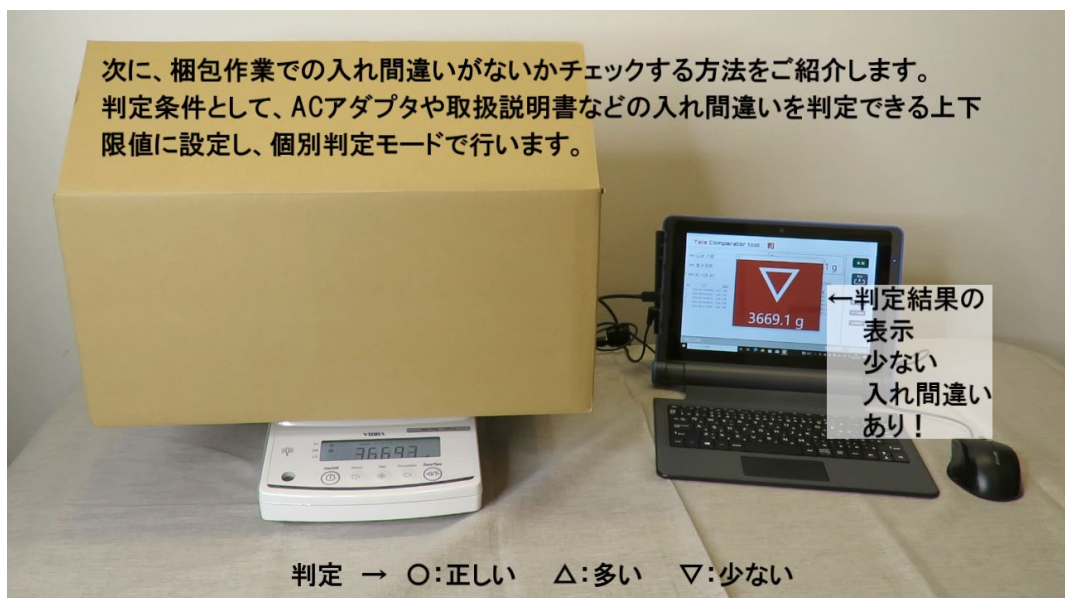 次に、梱包作業での入れ間違いがないかチェックする方法をご紹介します。
判定条件として、ACアダプタや取扱説明書などの入れ間違いを判定できる上下
限値に設定し、個別判定モードで行います。
Tele Comparator tool
3669.1 g
←判定結果の
表示
少ない
入れ間違い
あり！
VIBRA
3669.3
判定 → ○:正しい △:多い ▽:少ない